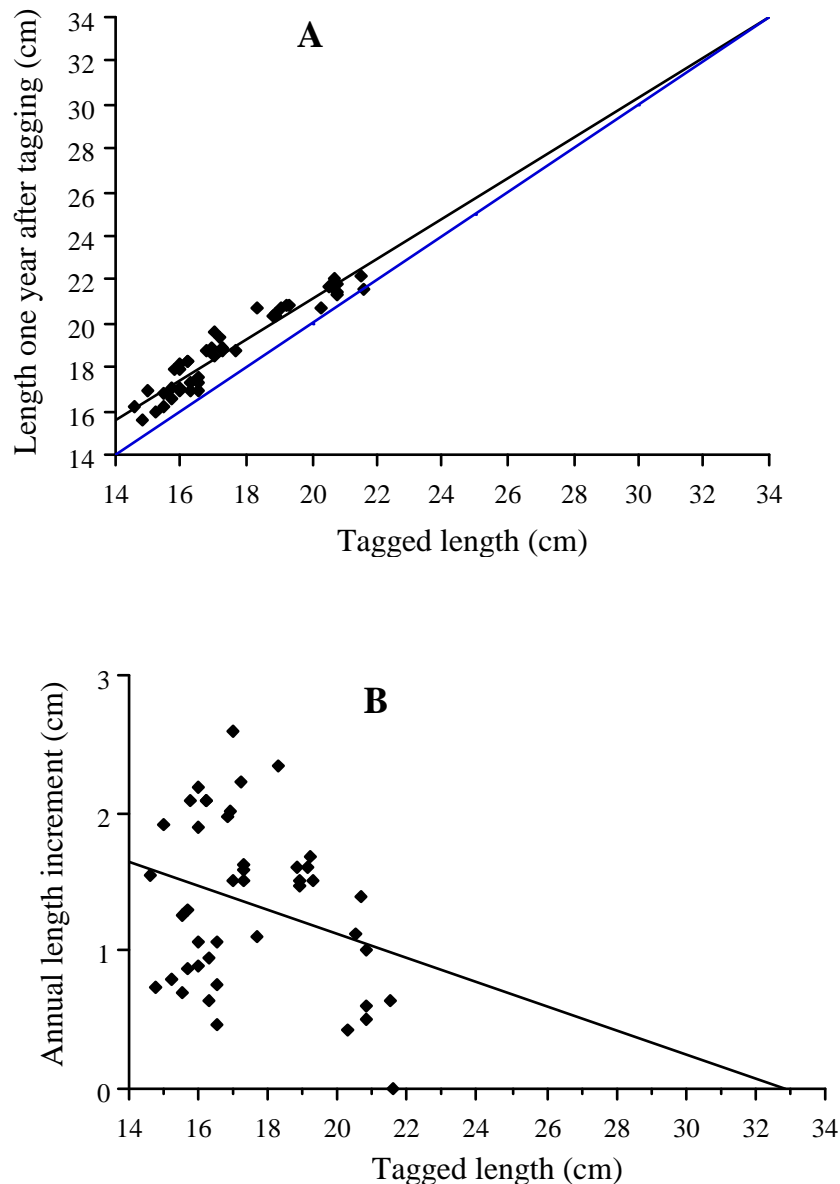 A
Length one year after tagging (cm)
34
32
30
28
26
24
22
20
18
16
14
14 16 18 20 22 24 26 28 30 32 34
Tagged length (cm)
B
Annual length increment (cm)
3
2
1
0
14 16 18 20 22 24 26 28 30 32 34
Tagged length (cm)